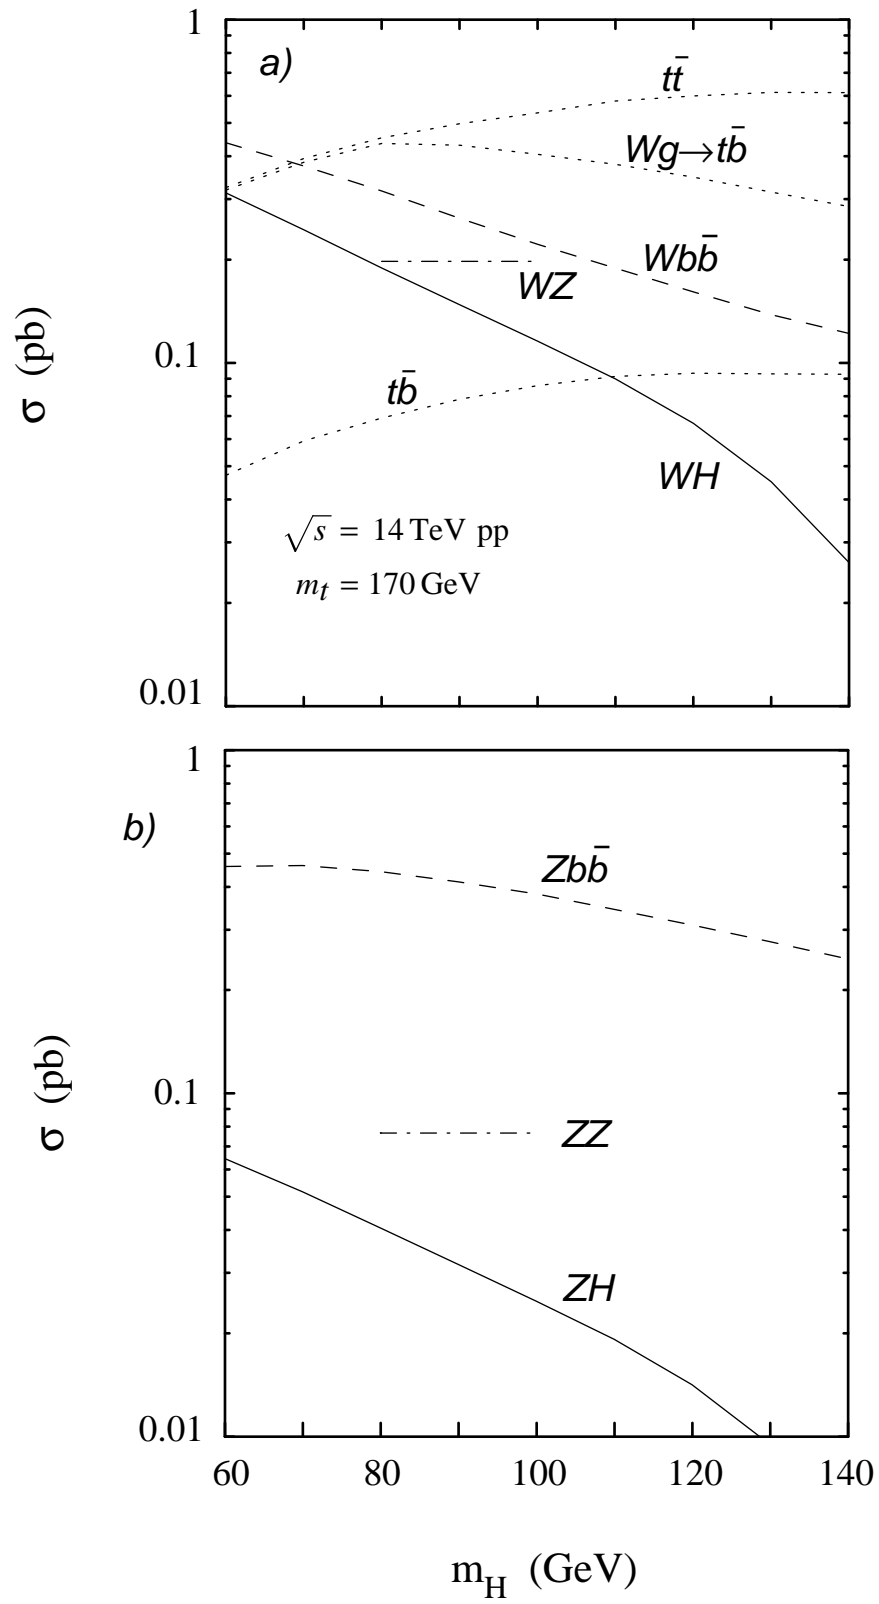 1
a)
tt̄
Wg→tb̄
Wbb̄
WZ
σ (pb)
0.1
tb̄
WH
√s = 14 TeV pp
m_t = 170 GeV
0.01
1
b)
Zbb̄
σ (pb)
0.1
ZZ
ZH
0.01
60 80 100 120 140
m_H (GeV)